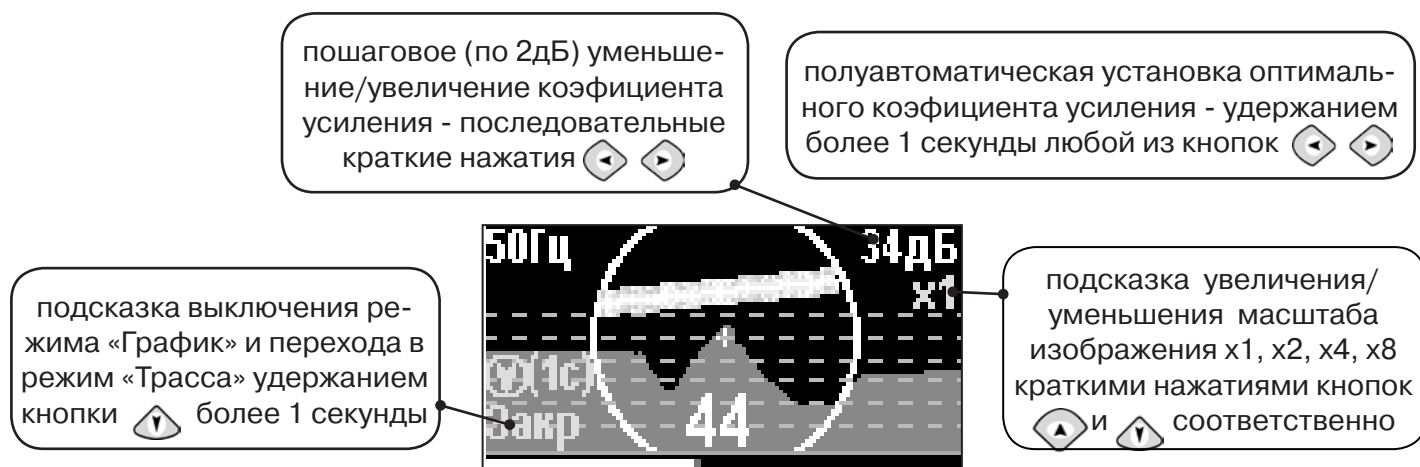 пошаговое (по 2дБ) уменьше-
ние/увеличение коэфициента
усиления - последовательные
краткие нажатия
полуавтоматическая установка оптималь-
ного коэфициента усиления - удержанием
более 1 секунды любой из кнопок
подсказка выключения ре-
жима «График» и перехода в
режим «Трасса» удержанием
кнопки более 1 секунды
50Гц
34дБ
x1
(1с)
Закр
44
подсказка увеличения/
уменьшения масштаба
изображения х1, х2, х4, х8
краткими нажатиями кнопок
и соответственно